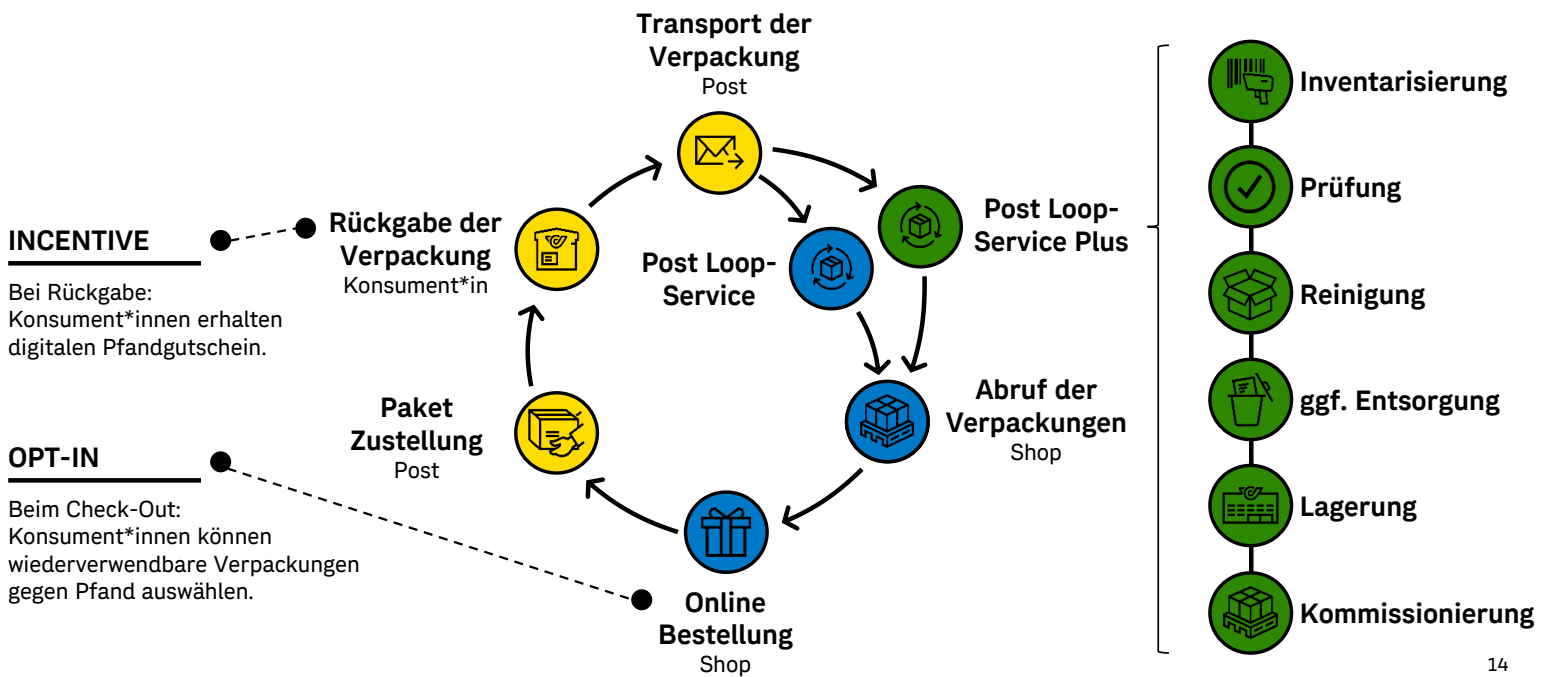 Transport der
Verpackung
Post
Rückgabe der
Verpackung
Konsument*in
Post Loop-
Service
Post Loop-
Service Plus
Paket
Zustellung
Post
Abruf der
Verpackungen
Shop
Online
Bestellung
Shop
INCENTIVE
Bei Rückgabe:
Konsument*innen erhalten
digitalen Pfandgutschein.
OPT-IN
Beim Check-Out:
Konsument*innen können
wiederverwendbare Verpackungen
gegen Pfand auswählen.
Inventarisierung
Prüfung
Reinigung
ggf. Entsorgung
Lagerung
Kommissionierung
14